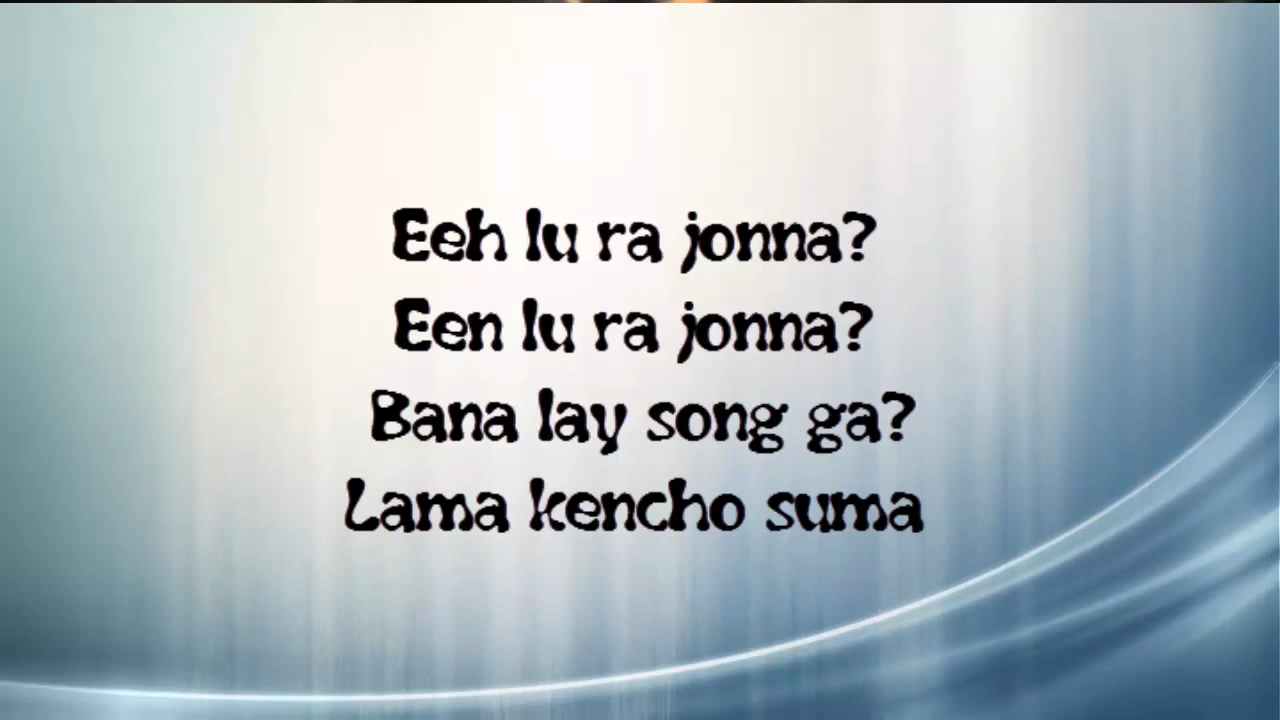 Eeh lu ra jonna?
Een lu ra jonna?
Bana lay song ga?
Lama kencho suma